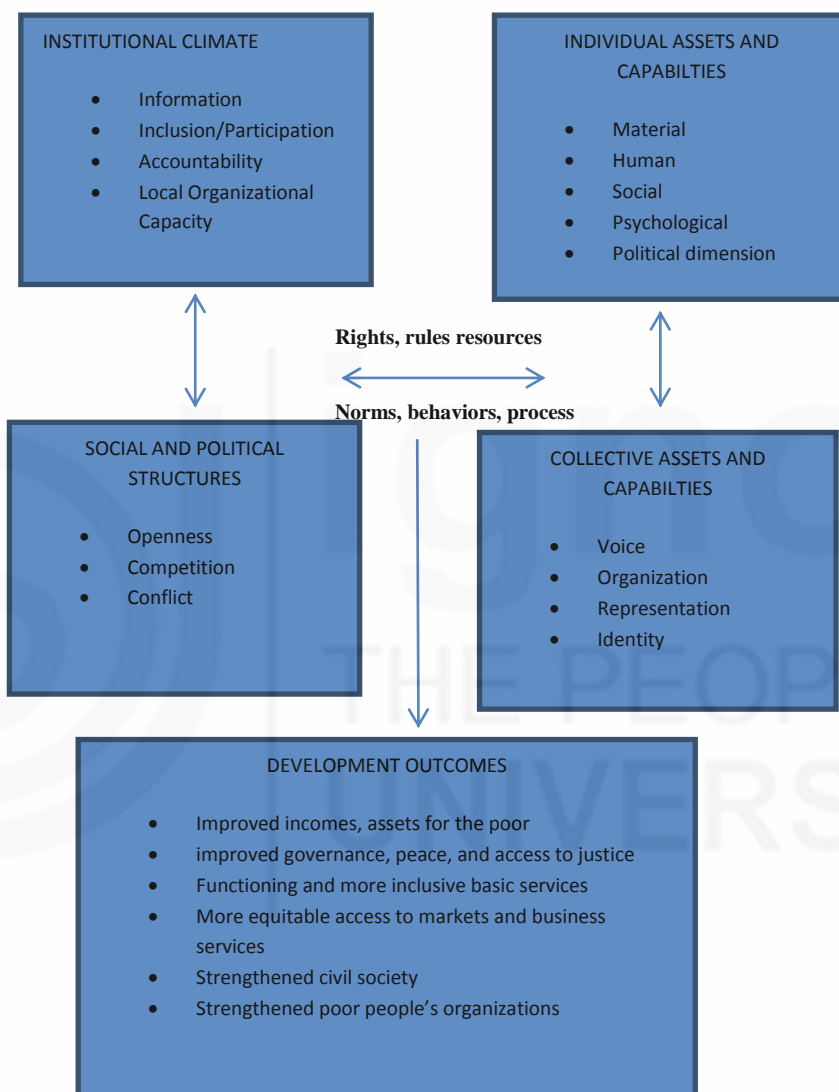 INSTITUTIONAL CLIMATE
• Information
• Inclusion/Participation
• Accountability
• Local Organizational
Capacity
INDIVIDUAL ASSETS AND
CAPABILTIES
• Material
• Human
• Social
• Psychological
• Political dimension
Rights, rules resources
Norms, behaviors, process
SOCIAL AND POLITICAL
STRUCTURES
• Openness
• Competition
• Conflict
COLLECTIVE ASSETS AND
CAPABILTIES
• Voice
• Organization
• Representation
• Identity
DEVELOPMENT OUTCOMES
• Improved incomes, assets for the poor
• improved governance, peace, and access to justice
• Functioning and more inclusive basic services
• More equitable access to markets and business
services
• Strengthened civil society
• Strengthened poor people’s organizations
igno
THE PEOP
UNIVERS